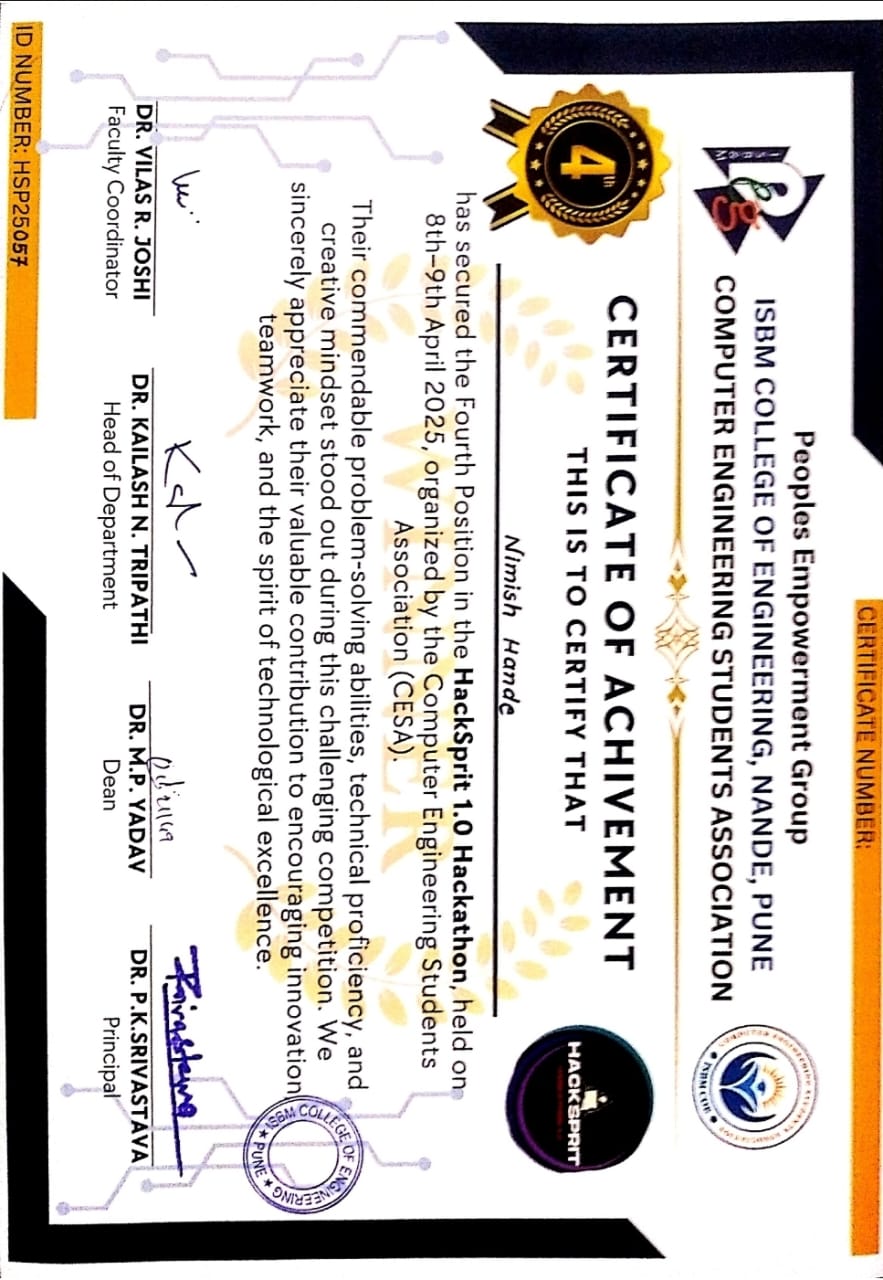 CERTIFICATE NUMBER:
Peoples Empowerment Group
ISBM COLLEGE OF ENGINEERING, NANDE, PUNE
COMPUTER ENGINEERING STUDENTS ASSOCIATION
ISB&M
Peg
ISBM COE
4th
CERTIFICATE OF ACHIVEMENT
THIS IS TO CERTIFY THAT
HACKSPRIT
Nimish Hande
has secured the Fourth Position in the HackSprit 1.0 Hackathon, held on
8th–9th April 2025, organized by the Computer Engineering Students
Association (CESA).
WINNER
Their commendable problem-solving abilities, technical proficiency, and
creative mindset stood out during this challenging competition. We
sincerely appreciate their valuable contribution to encouraging innovation
teamwork, and the spirit of technological excellence.
ISBM COLLEGE OF ENGINEERING
★ PUNE ★
DR. VILAS R. JOSHI
Faculty Coordinator
DR. KAILASH N. TRIPATHI
Head of Department
DR. M.P. YADAV
Dean
DR. P.K.SRIVASTAVA
Principal
ID NUMBER: HSP25057